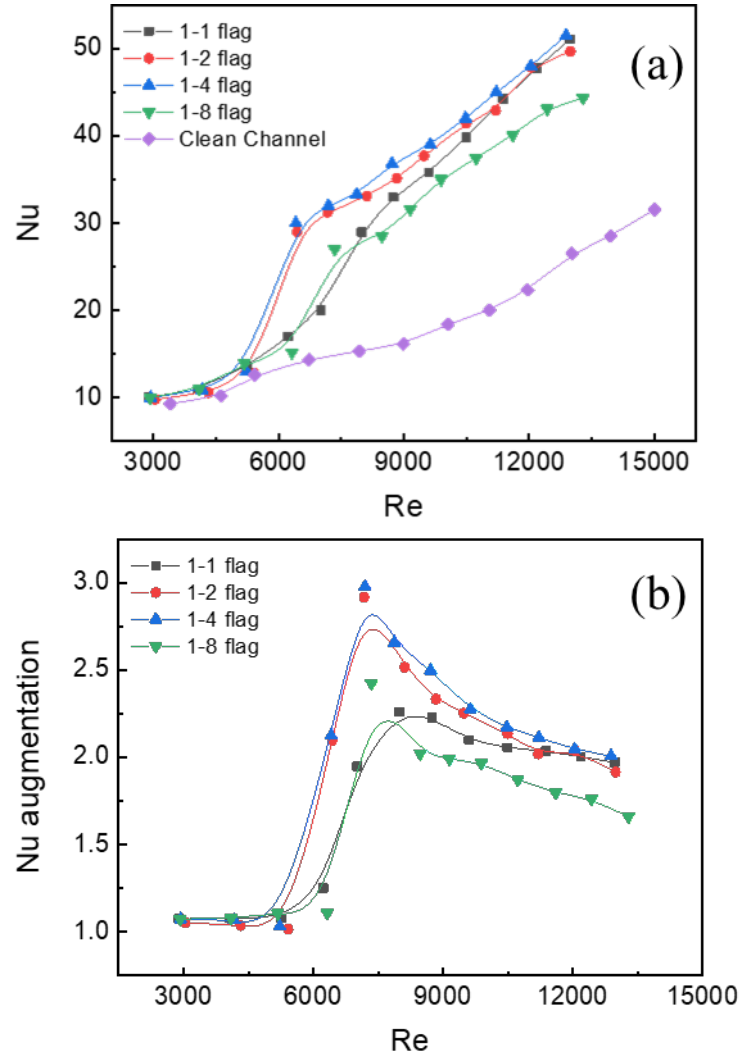 (a)
1-1 flag
1-2 flag
1-4 flag
1-8 flag
Clean Channel
50
40
30
20
10
Nu
3000 6000 9000 12000 15000
Re
(b)
1-1 flag
1-2 flag
1-4 flag
1-8 flag
3.0
2.5
2.0
1.5
1.0
Nu augmentation
3000 6000 9000 12000 15000
Re